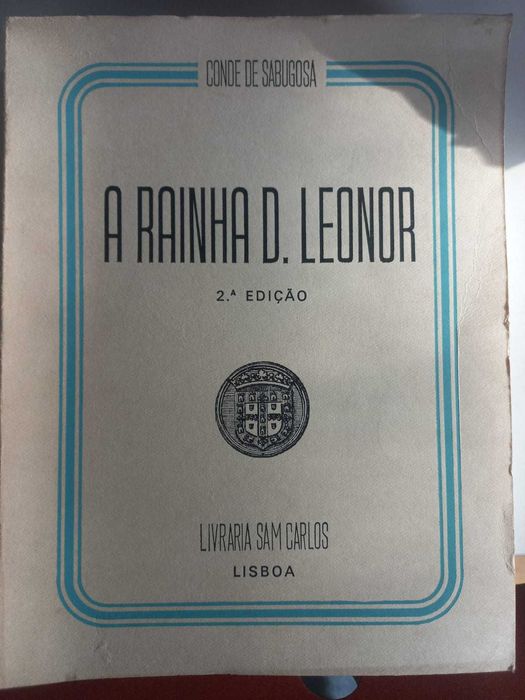 CONDE DE SABUGOSA
A RAINHA D. LEONOR
2.ª EDIÇÃO
LIVRARIA SAM CARLOS
LISBOA